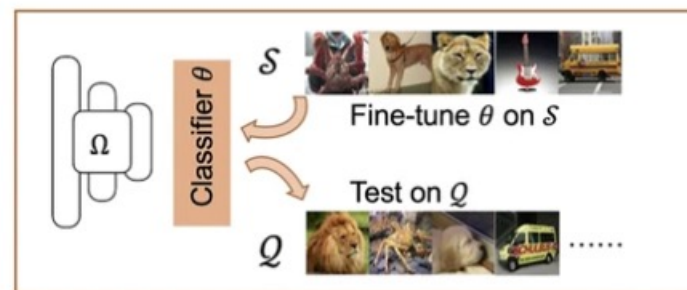 Ω
Classifier θ
𝒮
Fine-tune θ on 𝒮
Test on 𝒬
𝒬
......